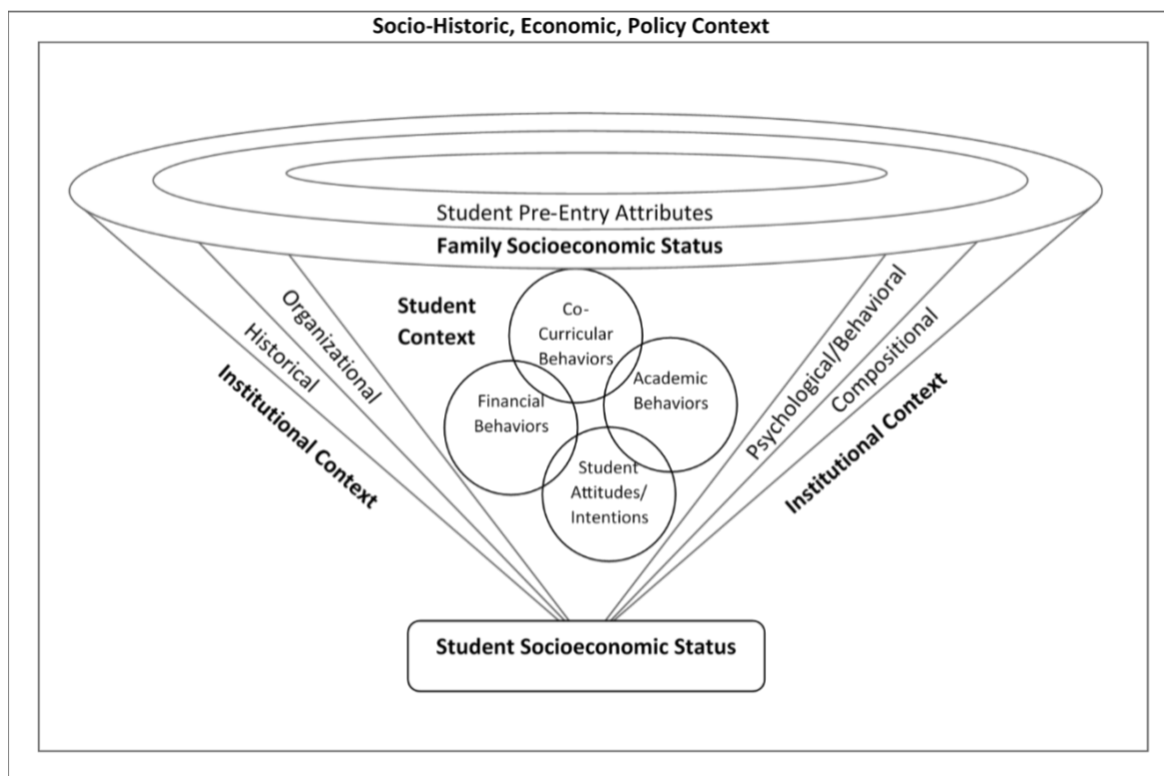 Socio-Historic, Economic, Policy Context
Student Pre-Entry Attributes
Family Socioeconomic Status
Student
Context
Co-
Curricular
Behaviors
Academic
Behaviors
Financial
Behaviors
Student
Attitudes/
Intentions
Organizational
Historical
Institutional Context
Psychological/Behavioral
Compositional
Institutional Context
Student Socioeconomic Status